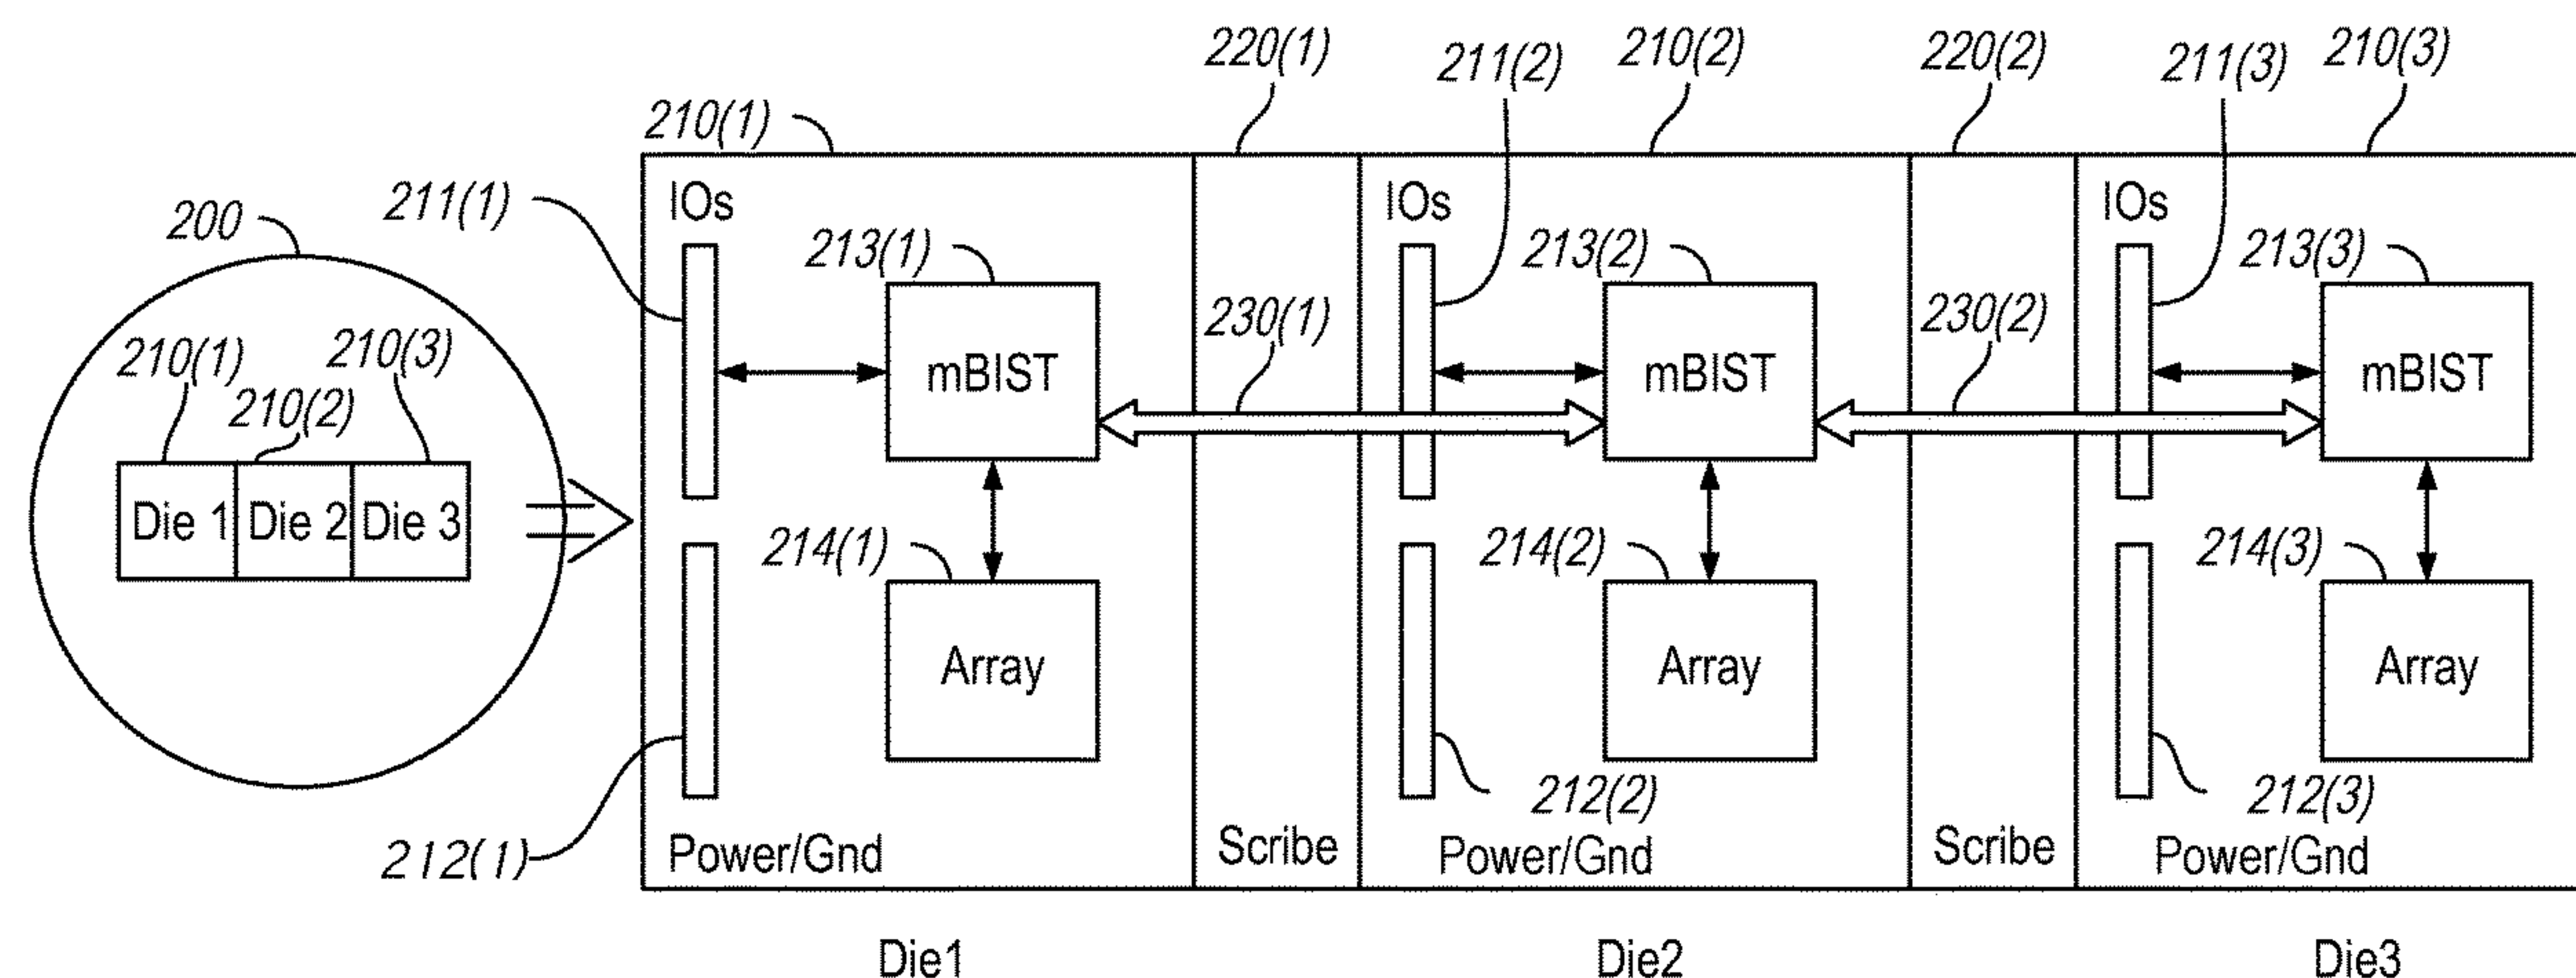 220(1) 211(2) 210(2) 220(2) 211(3) 210(3)
210(1)
211(1) IOs IOs IOs
200 213(1) 213(2) 213(3)
210(1) 210(3) 230(1) 230(2)
210(2) mBIST mBIST mBIST
Die 1 Die 2 Die 3
214(1) 214(2) 214(3)
Array Array Array
212(2) 212(3)
212(1) Power/Gnd Scribe Power/Gnd Scribe Power/Gnd
Die1 Die2 Die3